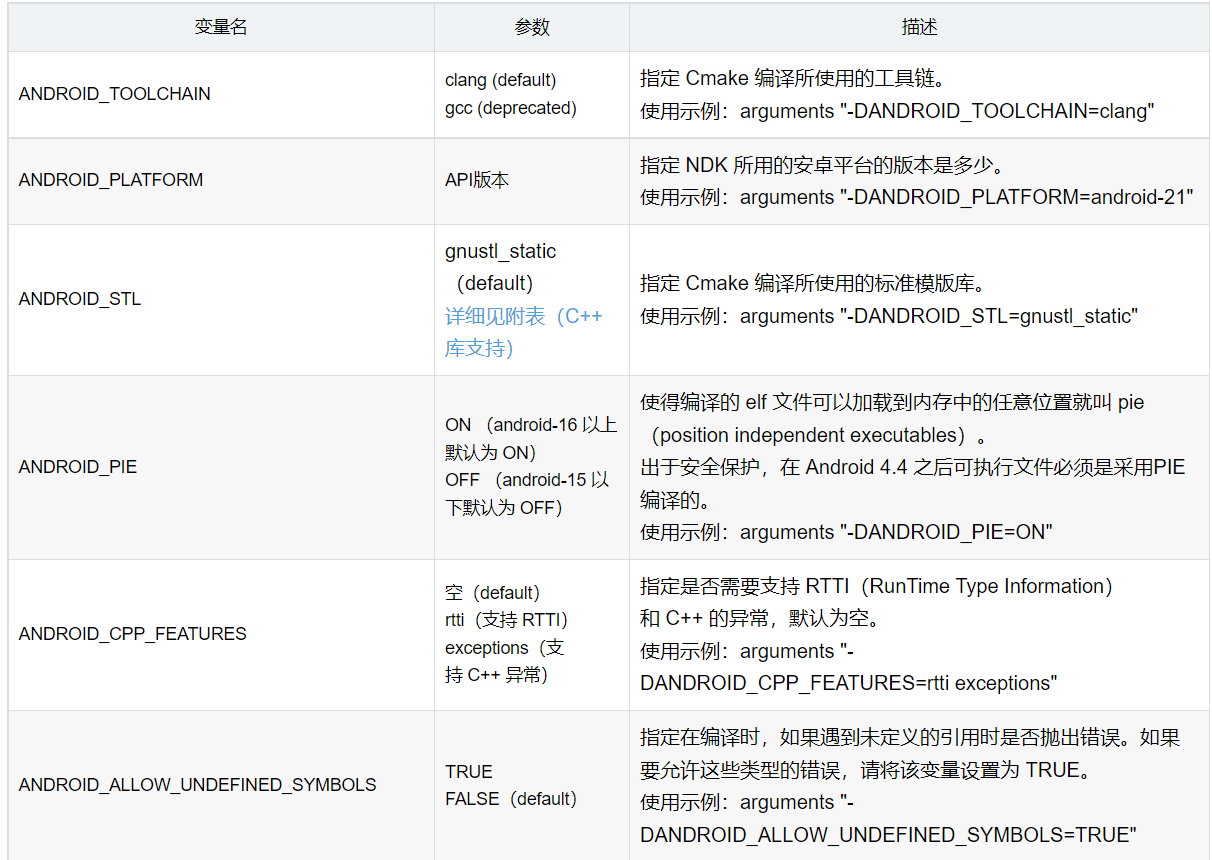 变量名
参数
描述
ANDROID_TOOLCHAIN
clang (default)
gcc (deprecated)
指定 Cmake 编译所使用的工具链。
使用示例：arguments "-DANDROID_TOOLCHAIN=clang"
ANDROID_PLATFORM
API版本
指定 NDK 所用的安卓平台的版本是多少。
使用示例：arguments "-DANDROID_PLATFORM=android-21"
ANDROID_STL
gnustl_static
（default）
详细见附表（C++
库支持）
指定 Cmake 编译所使用的标准模版库。
使用示例：arguments "-DANDROID_STL=gnustl_static"
ANDROID_PIE
ON （android-16 以上
默认为 ON）
OFF （android-15 以
下默认为 OFF）
使得编译的 elf 文件可以加载到内存中的任意位置就叫 pie
（position independent executables）。
出于安全保护，在 Android 4.4 之后可执行文件必须是采用PIE
编译的。
使用示例：arguments "-DANDROID_PIE=ON"
ANDROID_CPP_FEATURES
空（default）
rtti（支持 RTTI）
exceptions（支
持 C++ 异常）
指定是否需要支持 RTTI（RunTime Type Information）
和 C++ 的异常，默认为空。
使用示例：arguments "-
DANDROID_CPP_FEATURES=rtti exceptions"
ANDROID_ALLOW_UNDEFINED_SYMBOLS
TRUE
FALSE（default）
指定在编译时，如果遇到未定义的引用时是否抛出错误。如果
要允许这些类型的错误，请将该变量设置为 TRUE。
使用示例：arguments "-
DANDROID_ALLOW_UNDEFINED_SYMBOLS=TRUE"